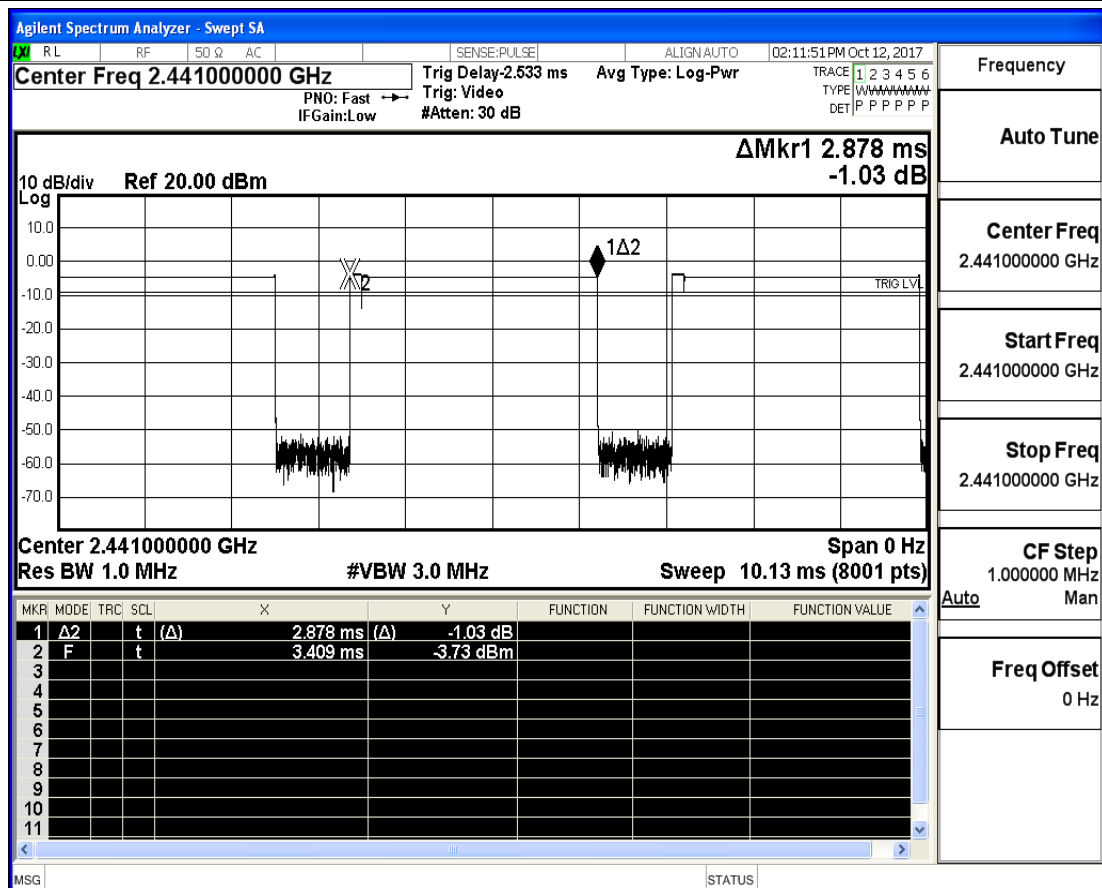 Agilent Spectrum Analyzer - Swept SA
LXI RL RF 50 Ω AC SENSE:PULSE ALIGN AUTO 02:11:51 PM Oct 12, 2017
Center Freq 2.441000000 GHz
PNO: Fast
IFGain:Low
Trig Delay-2.533 ms
Trig: Video
#Atten: 30 dB
Avg Type: Log-Pwr
TRACE 1 2 3 4 5 6
TYPE WWWWWW
DET P P P P P P
ΔMkr1 2.878 ms
-1.03 dB
10 dB/div Ref 20.00 dBm
Log
10.0
0.00
-10.0
-20.0
-30.0
-40.0
-50.0
-60.0
-70.0
1Δ2
2
TRIG LVL
Center 2.441000000 GHz Span 0 Hz
Res BW 1.0 MHz #VBW 3.0 MHz Sweep 10.13 ms (8001 pts)
MKR MODE TRC SCL X Y FUNCTION FUNCTION WIDTH FUNCTION VALUE
1 Δ2 t (Δ) 2.878 ms (Δ) -1.03 dB
2 F t 3.409 ms -3.73 dBm
3
4
5
6
7
8
9
10
11
MSG STATUS
Frequency
Auto Tune
Center Freq
2.441000000 GHz
Start Freq
2.441000000 GHz
Stop Freq
2.441000000 GHz
CF Step
1.000000 MHz
Auto Man
Freq Offset
0 Hz